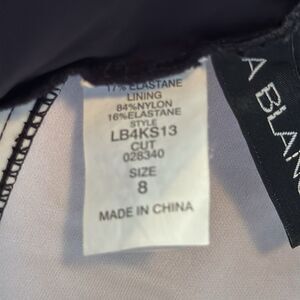 17% ELASTANE
LINING
84%NYLON
16%ELASTANE
STYLE
LB4KS13
CUT
028340
SIZE
8
MADE IN CHINA
A BLAN